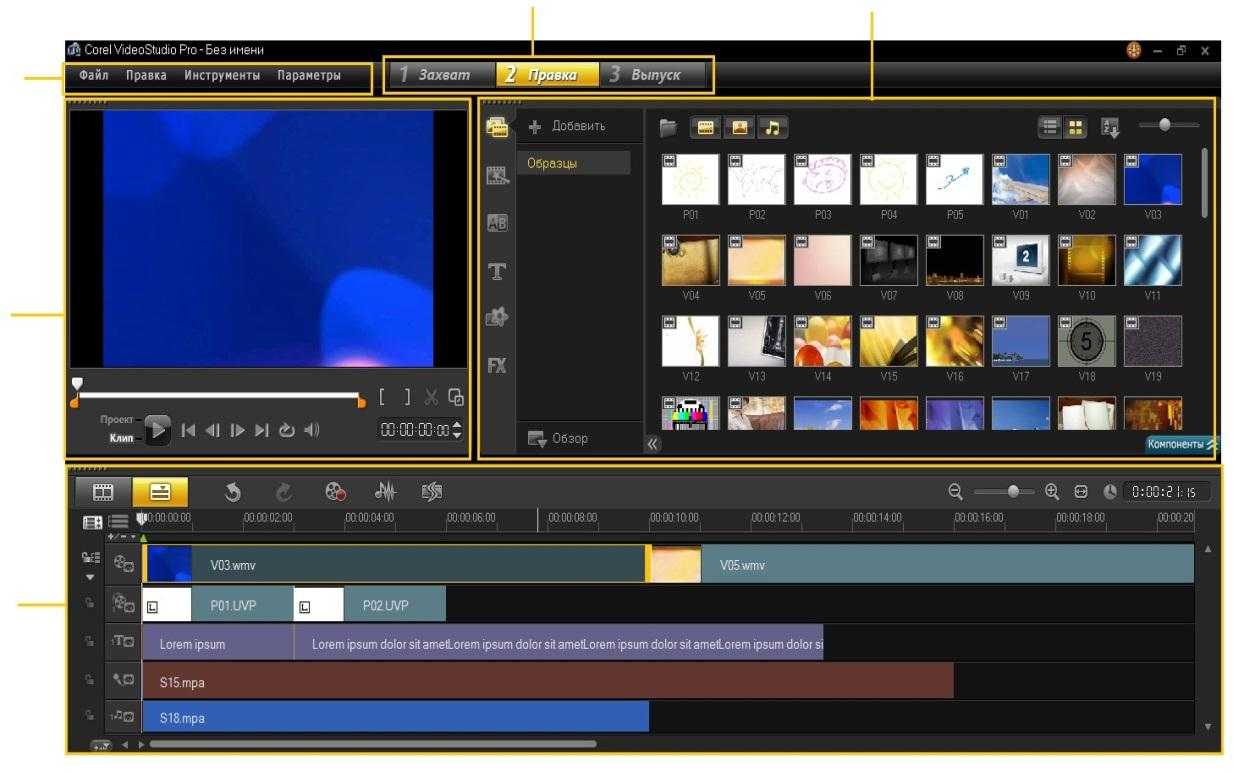 Corel VideoStudio Pro - Без имени
Файл Правка Инструменты Параметры
1 Захват 2 Правка 3 Выпуск
Добавить
Образцы
P01 P02 P03 P04 P05 V01 V02 V03
2
V04 V05 V06 V07 V08 V09 V10 V11
5
V12 V13 V14 V15 V16 V17 V18 V19
AB
T
FX
Обзор
Компоненты
Проект
Клип
00:00:00:00
0:00:21:15
00:00:00:00 00:00:02:00 00:00:04:00 00:00:06:00 00:00:08:00 00:00:10:00 00:00:12:00 00:00:14:00 00:00:16:00 00:00:18:00 00:00:20
V03.wmv V05.wmv
L P01.UVP L P02.UVP
1T Lorem ipsum Lorem ipsum dolor sit ametLorem ipsum dolor sit ametLorem ipsum dolor sit ametLorem ipsum dolor si
S15.mpa
S18.mpa